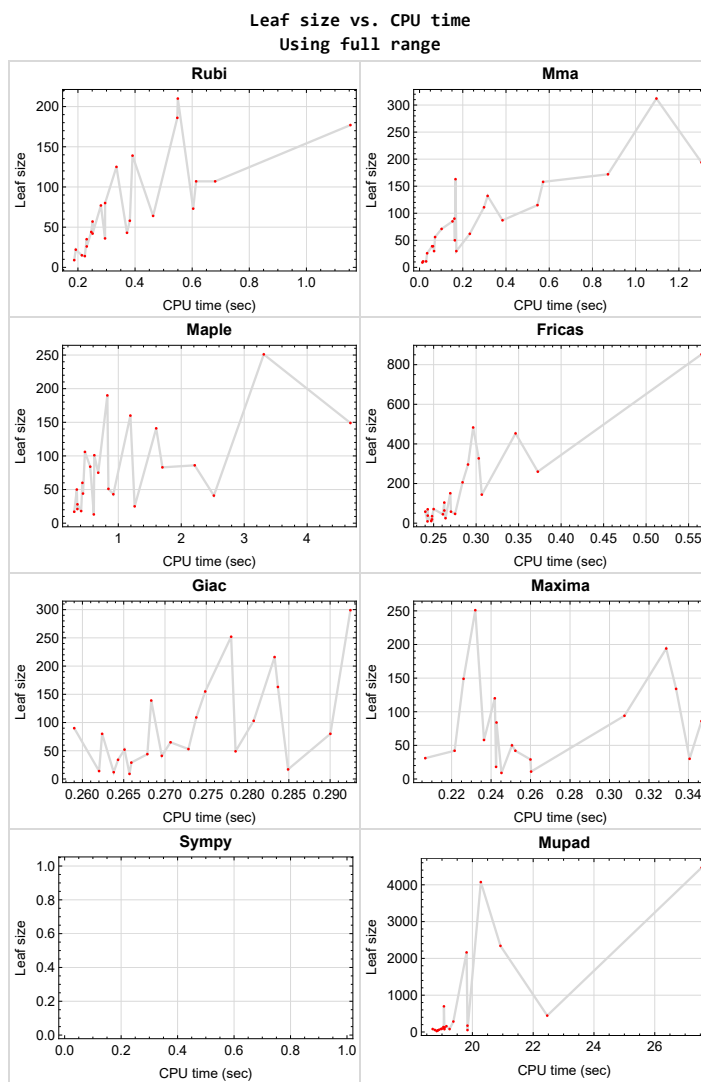 Leaf size vs. CPU time
Using full range
Rubi
Leaf size
200
150
100
50
0
0.2 0.4 0.6 0.8 1.0
CPU time (sec)
Mma
Leaf size
300
250
200
150
100
50
0
0.0 0.2 0.4 0.6 0.8 1.0 1.2
CPU time (sec)
Maple
Leaf size
250
200
150
100
50
0
1 2 3 4
CPU time (sec)
Fricas
Leaf size
800
600
400
200
0
0.25 0.30 0.35 0.40 0.45 0.50 0.55
CPU time (sec)
Giac
Leaf size
300
250
200
150
100
50
0
0.260 0.265 0.270 0.275 0.280 0.285 0.290
CPU time (sec)
Maxima
Leaf size
250
200
150
100
50
0
0.22 0.24 0.26 0.28 0.30 0.32 0.34
CPU time (sec)
Sympy
Leaf size
1.0
0.8
0.6
0.4
0.2
0.0
0.0 0.2 0.4 0.6 0.8 1.0
CPU time (sec)
Mupad
Leaf size
4000
3000
2000
1000
0
20 22 24 26
CPU time (sec)